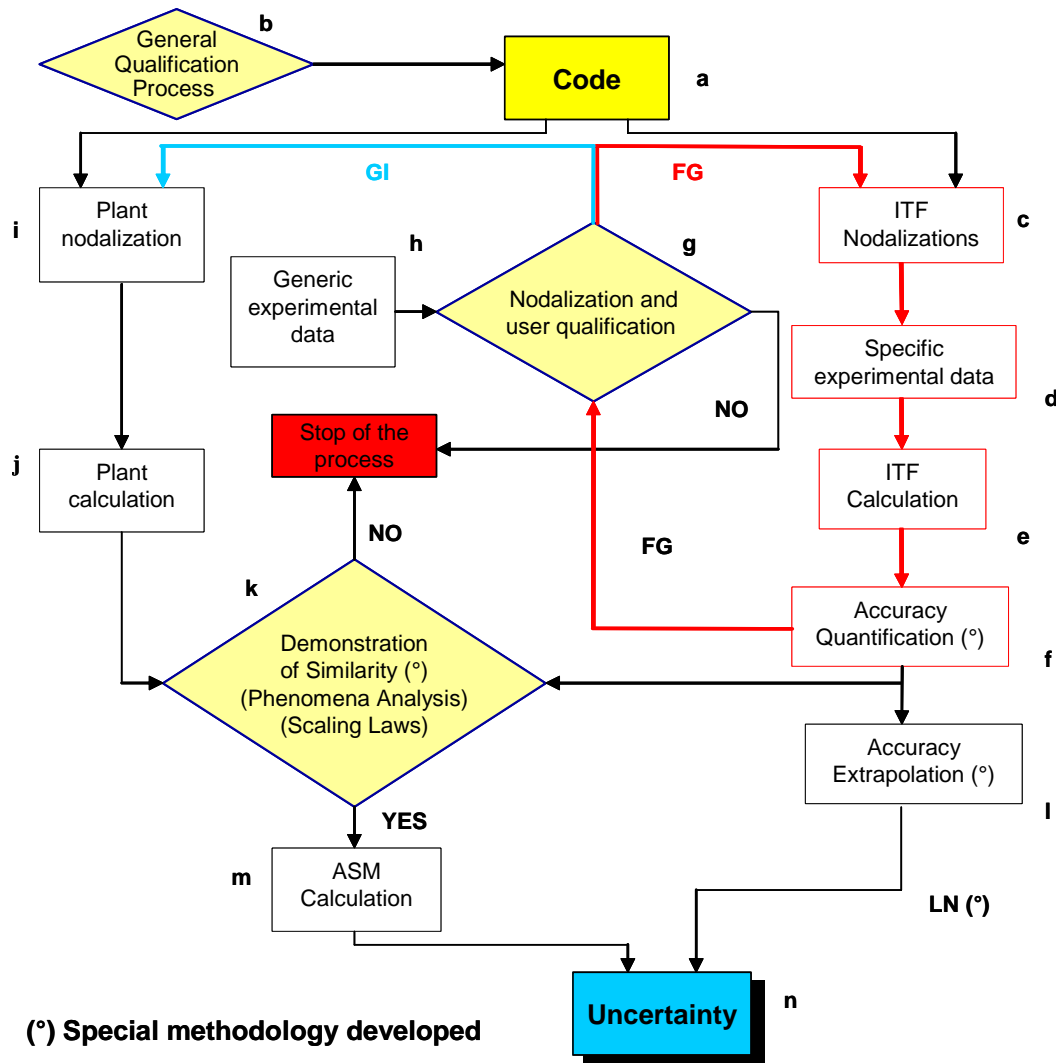 b
General
Qualification
Process
Code
a
GI
FG
i
Plant
nodalization
h
Generic
experimental
data
g
Nodalization and
user qualification
ITF
Nodalizations
c
Specific
experimental data
d
NO
Stop of the
process
j
Plant
calculation
ITF
Calculation
e
NO
FG
k
Demonstration
of Similarity (°)
(Phenomena Analysis)
(Scaling Laws)
Accuracy
Quantification (°)
f
Accuracy
Extrapolation (°)
l
YES
m
ASM
Calculation
LN (°)
Uncertainty
n
(°) Special methodology developed